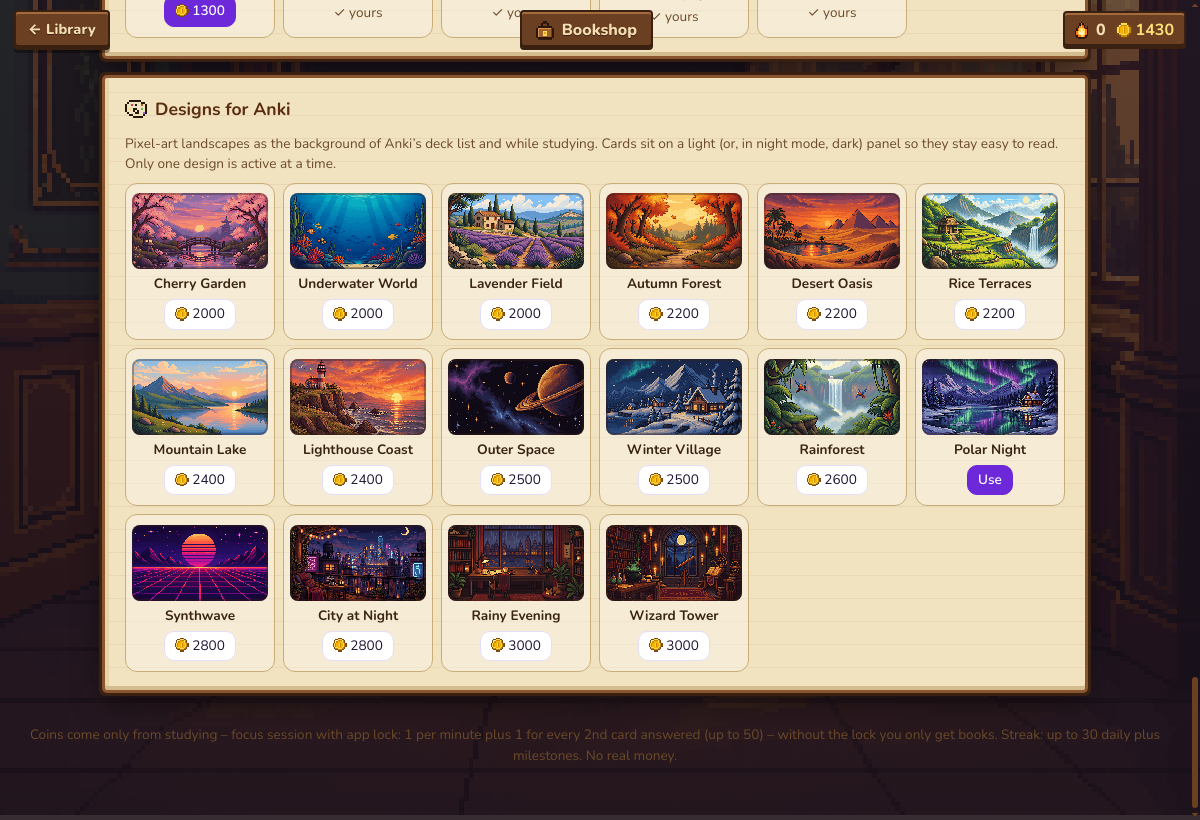 1300
✓ yours
✓ yo
✓ yours
✓ yours
← Library
Bookshop
0 1430
Designs for Anki
Pixel-art landscapes as the background of Anki's deck list and while studying. Cards sit on a light (or, in night mode, dark) panel so they stay easy to read.
Only one design is active at a time.
Cherry Garden Underwater World Lavender Field Autumn Forest Desert Oasis Rice Terraces
2000 2000 2000 2200 2200 2200
Mountain Lake Lighthouse Coast Outer Space Winter Village Rainforest Polar Night
2400 2400 2500 2500 2600 Use
Synthwave City at Night Rainy Evening Wizard Tower
2800 2800 3000 3000
Coins come only from studying – focus session with app lock: 1 per minute plus 1 for every 2nd card answered (up to 50) – without the lock you only get books. Streak: up to 30 daily plus
milestones. No real money.